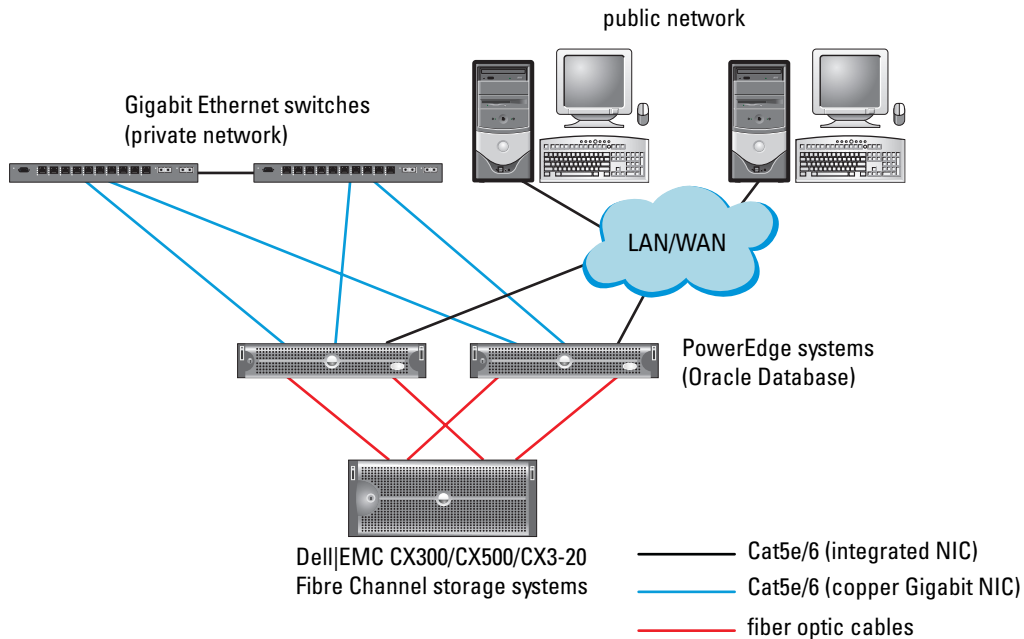 public network
Gigabit Ethernet switches
(private network)
LAN/WAN
PowerEdge systems
(Oracle Database)
Dell|EMC CX300/CX500/CX3-20
Fibre Channel storage systems
Cat5e/6 (integrated NIC)
Cat5e/6 (copper Gigabit NIC)
fiber optic cables